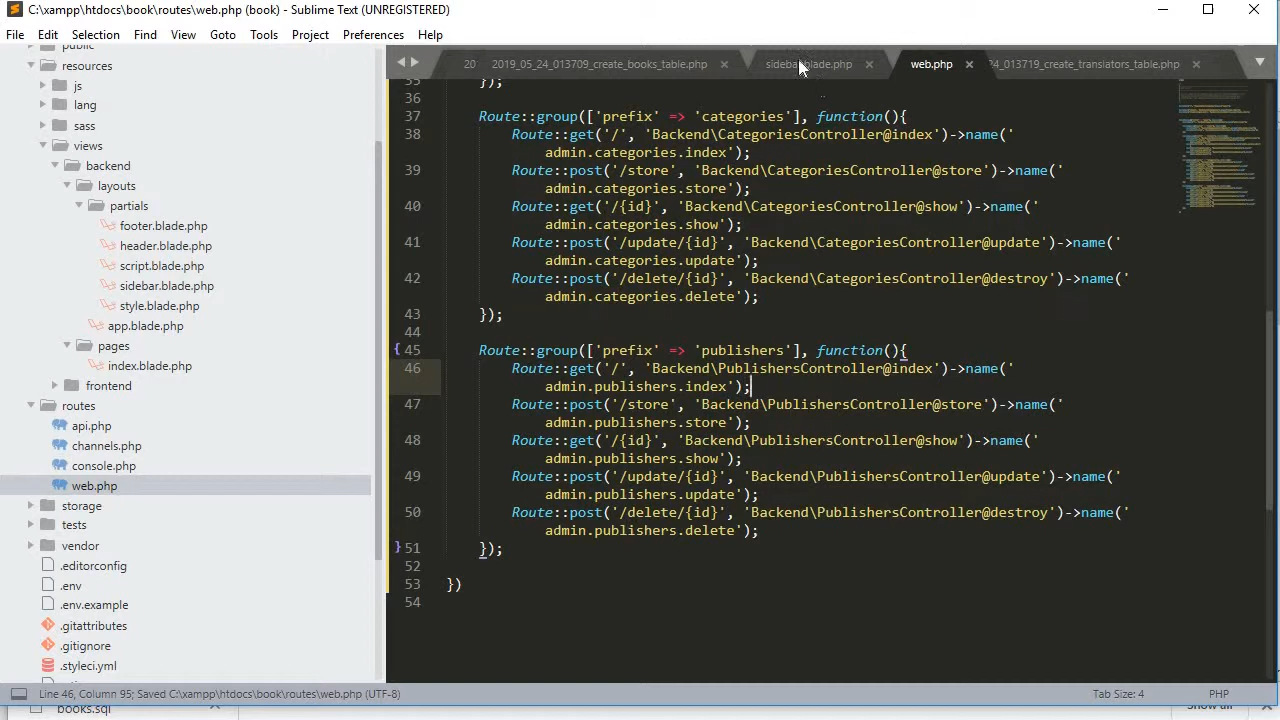 C:\xampp\htdocs\book\routes\web.php (book) - Sublime Text (UNREGISTERED)
File Edit Selection Find View Goto Tools Project Preferences Help
public
resources
js
lang
sass
views
backend
layouts
partials
footer.blade.php
header.blade.php
script.blade.php
sidebar.blade.php
style.blade.php
app.blade.php
pages
index.blade.php
frontend
routes
api.php
channels.php
console.php
web.php
storage
tests
vendor
.editorconfig
.env
.env.example
.gitattributes
.gitignore
.styleci.yml
20 2019_05_24_013709_create_books_table.php sidebar.blade.php web.php _013719_create_translators_table.php
35 });
36
37 Route::group(['prefix' => 'categories'], function(){
38 Route::get('/', 'Backend\CategoriesController@index')->name('
admin.categories.index');
39 Route::post('/store', 'Backend\CategoriesController@store')->name('
admin.categories.store');
40 Route::get('/{id}', 'Backend\CategoriesController@show')->name('
admin.categories.show');
41 Route::post('/update/{id}', 'Backend\CategoriesController@update')->name('
admin.categories.update');
42 Route::post('/delete/{id}', 'Backend\CategoriesController@destroy')->name('
admin.categories.delete');
43 });
44
45 Route::group(['prefix' => 'publishers'], function(){
46 Route::get('/', 'Backend\PublishersController@index')->name('
admin.publishers.index');
47 Route::post('/store', 'Backend\PublishersController@store')->name('
admin.publishers.store');
48 Route::get('/{id}', 'Backend\PublishersController@show')->name('
admin.publishers.show');
49 Route::post('/update/{id}', 'Backend\PublishersController@update')->name('
admin.publishers.update');
50 Route::post('/delete/{id}', 'Backend\PublishersController@destroy')->name('
admin.publishers.delete');
51 });
52
53 })
54
Line 46, Column 95; Saved C:\xampp\htdocs\book\routes\web.php (UTF-8) Tab Size: 4 PHP
books.sql Show all